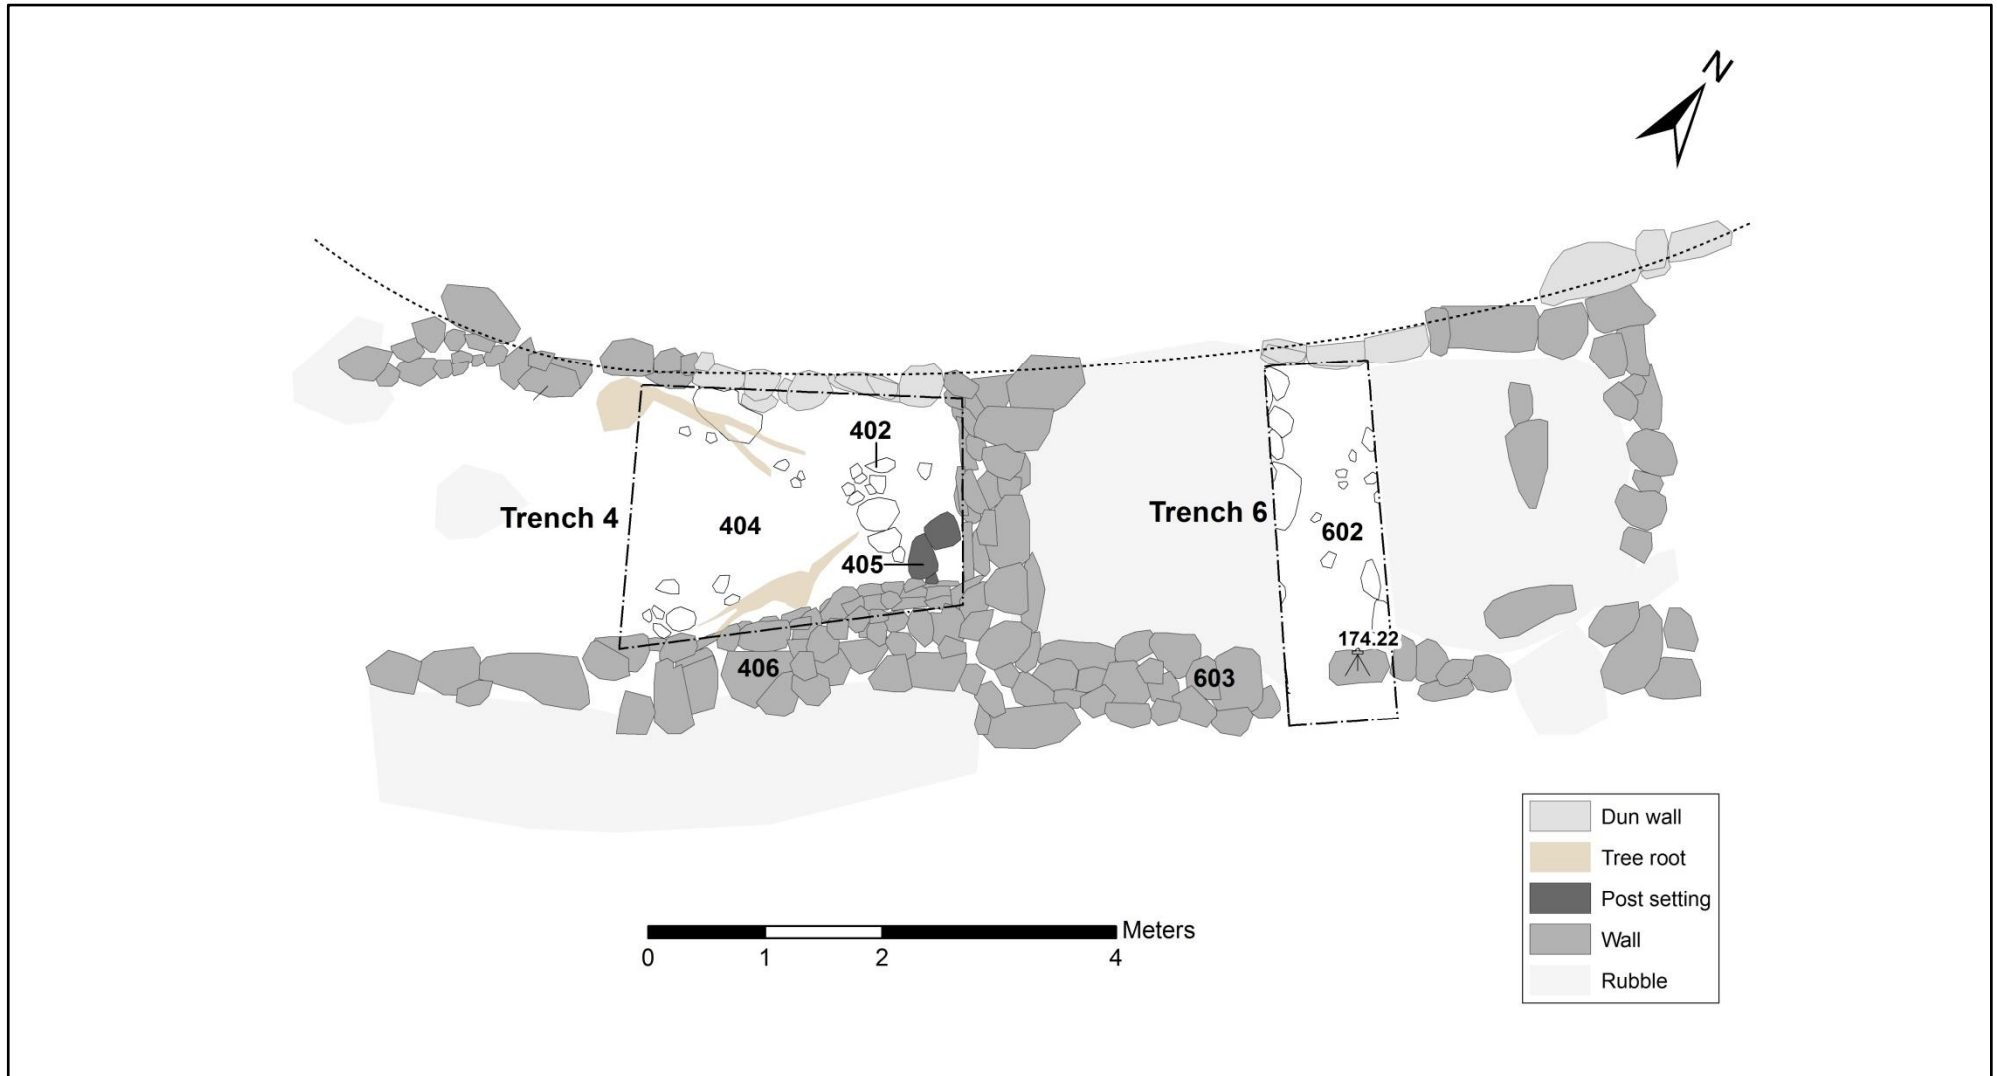 N
402
Trench 4
404
Trench 6
602
405
174.22
406
603
Dun wall
Tree root
Post setting
Wall
Rubble
Meters
0 1 2 4